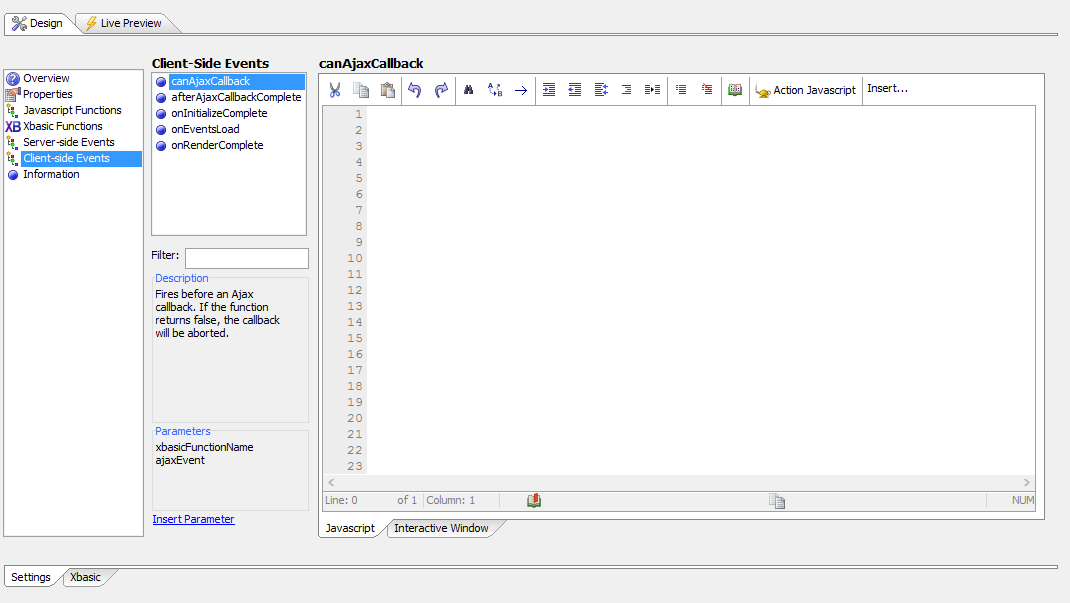 Design
Live Preview
Overview
Properties
Javascript Functions
XB Xbasic Functions
Server-side Events
Client-side Events
Information
Client-Side Events
canAjaxCallback
afterAjaxCallbackComplete
onInitializeComplete
onEventsLoad
onRenderComplete
Filter:
Description
Fires before an Ajax
callback. If the function
returns false, the callback
will be aborted.
Parameters
xbasicFunctionName
ajaxEvent
Insert Parameter
canAjaxCallback
Action Javascript
Insert...
1
2
3
4
5
6
7
8
9
10
11
12
13
14
15
16
17
18
19
20
21
22
23
Line: 0 of 1 Column: 1 NUM
Javascript
Interactive Window
Settings
Xbasic